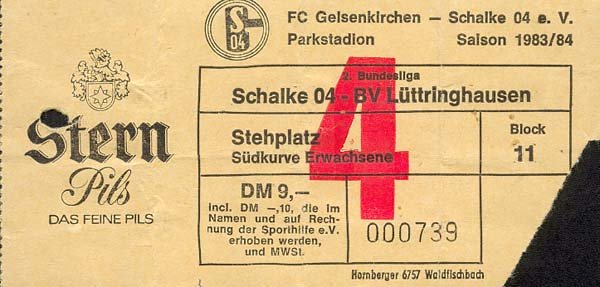 S
04
FC Gelsenkirchen – Schalke 04 e. V.
Parkstadion Saison 1983/84
4
2. Bundesliga
Schalke 04 - BV Lüttringhausen
Stehplatz
Südkurve Erwachsene
Block
11
DM 9,—
incl. DM –,10, die im
Namen und auf Rech-
nung der Sporthilfe e.V.
erhoben werden,
und MWSt.
000739
Hornberger 6757 Waldfischbach
Stern
Pils
DAS FEINE PILS